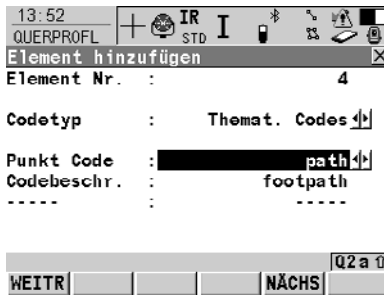 13:52
QUERPROFL
IR
STD
I
Element hinzufügen
Element Nr. : 4
Codetyp : Themat. Codes
Punkt Code : path
Codebeschr. : footpath
----- : -----
Q2a
WEITR
NÄCHS